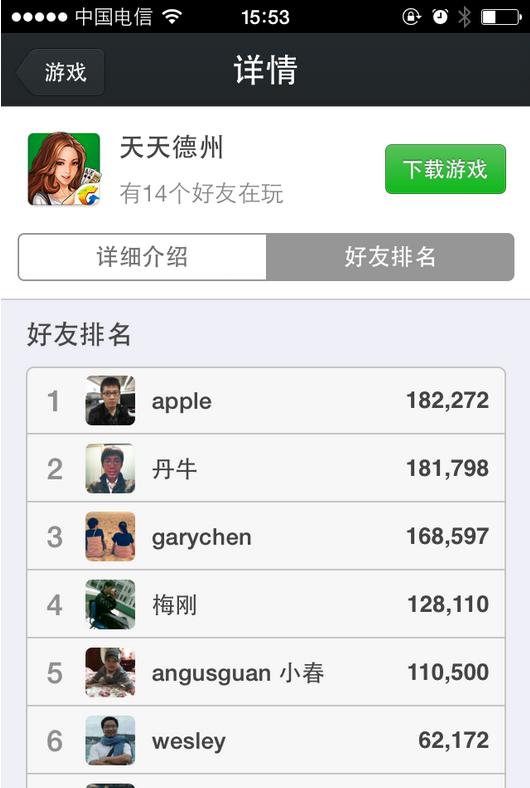 中国电信 15:53
游戏 详情
天天德州
有14个好友在玩
下载游戏
详细介绍 好友排名
好友排名
1 apple 182,272
2 丹牛 181,798
3 garychen 168,597
4 梅刚 128,110
5 angusguan 小春 110,500
6 wesley 62,172